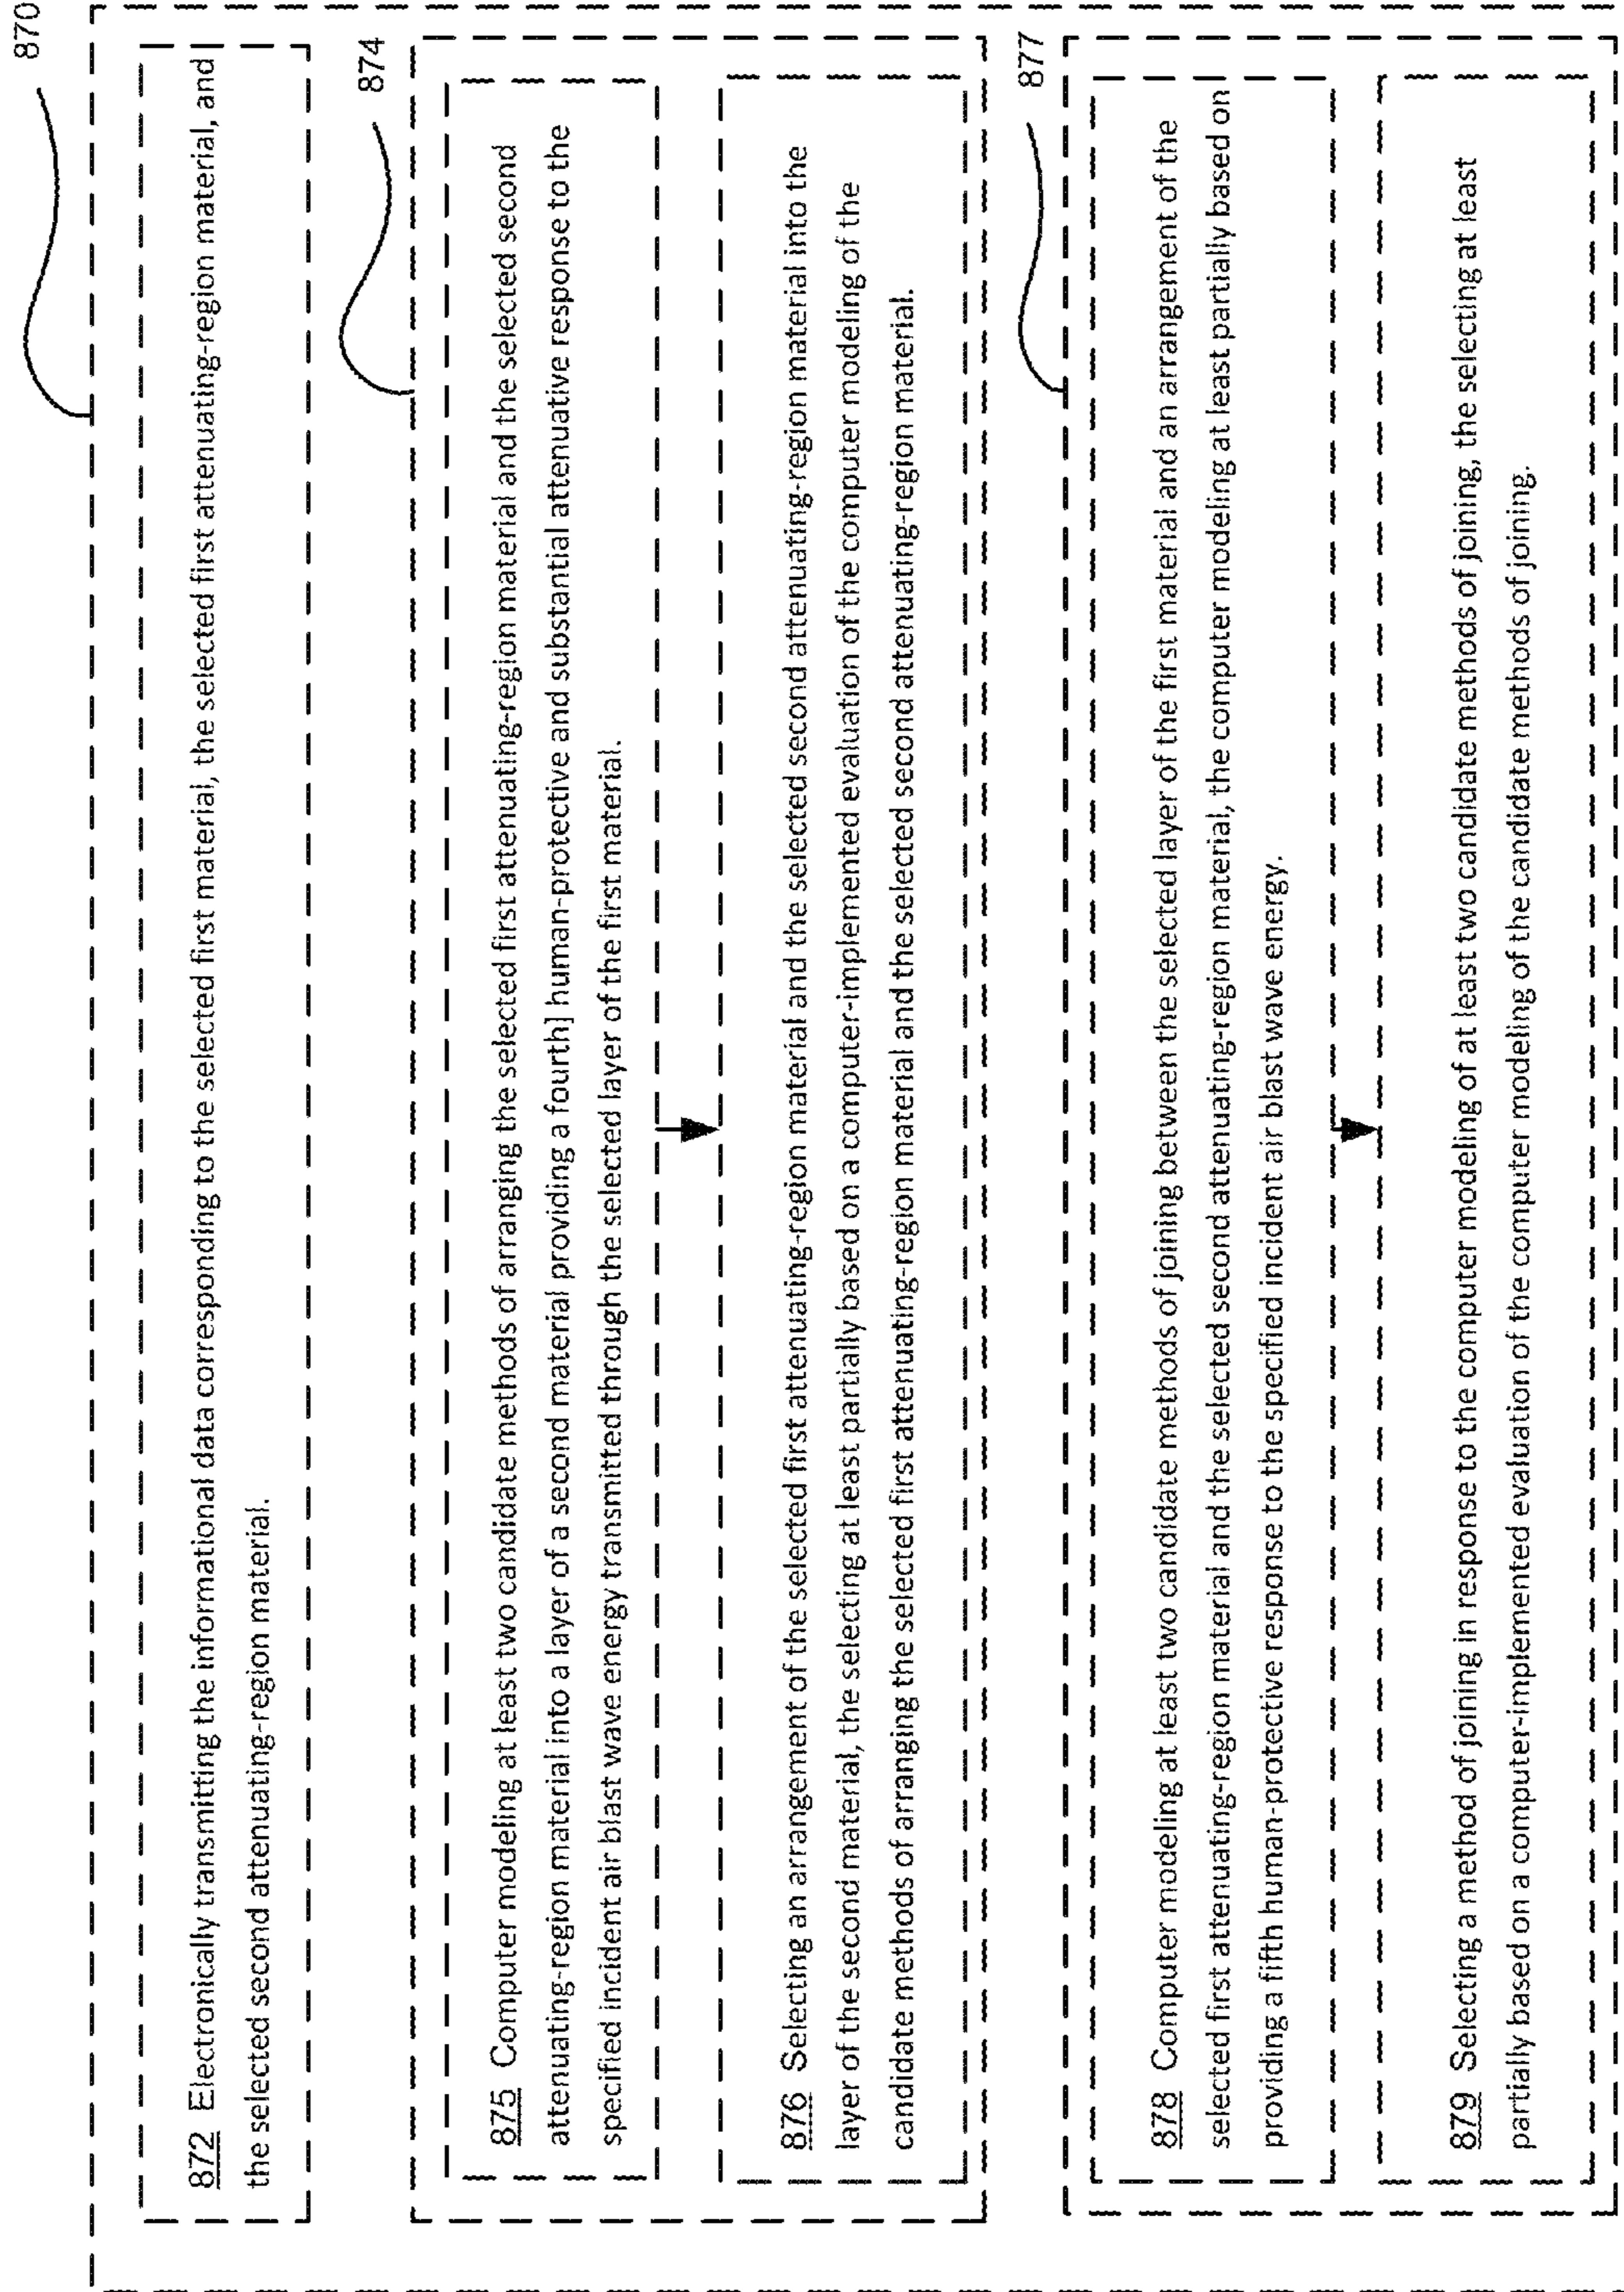 870
872 Electronically transmitting the informational data corresponding to the selected first material, the selected first attenuating-region material, and
the selected second attenuating-region material.
874
875 Computer modeling at least two candidate methods of arranging the selected first attenuating-region material and the selected second
attenuating-region material into a layer of a second material providing a fourth] human-protective and substantial attenuative response to the
specified incident air blast wave energy transmitted through the selected layer of the first material.
876 Selecting an arrangement of the selected first attenuating-region material and the selected second attenuating-region material into the
layer of the second material, the selecting at least partially based on a computer-implemented evaluation of the computer modeling of the
candidate methods of arranging the selected first attenuating-region material and the selected second attenuating-region material.
877
878 Computer modeling at least two candidate methods of joining between the selected layer of the first material and an arrangement of the
selected first attenuating-region material and the selected second attenuating-region material, the computer modeling at least partially based on
providing a fifth human-protective response to the specified incident air blast wave energy.
879 Selecting a method of joining in response to the computer modeling of at least two candidate methods of joining, the selecting at least
partially based on a computer-implemented evaluation of the computer modeling of the candidate methods of joining.